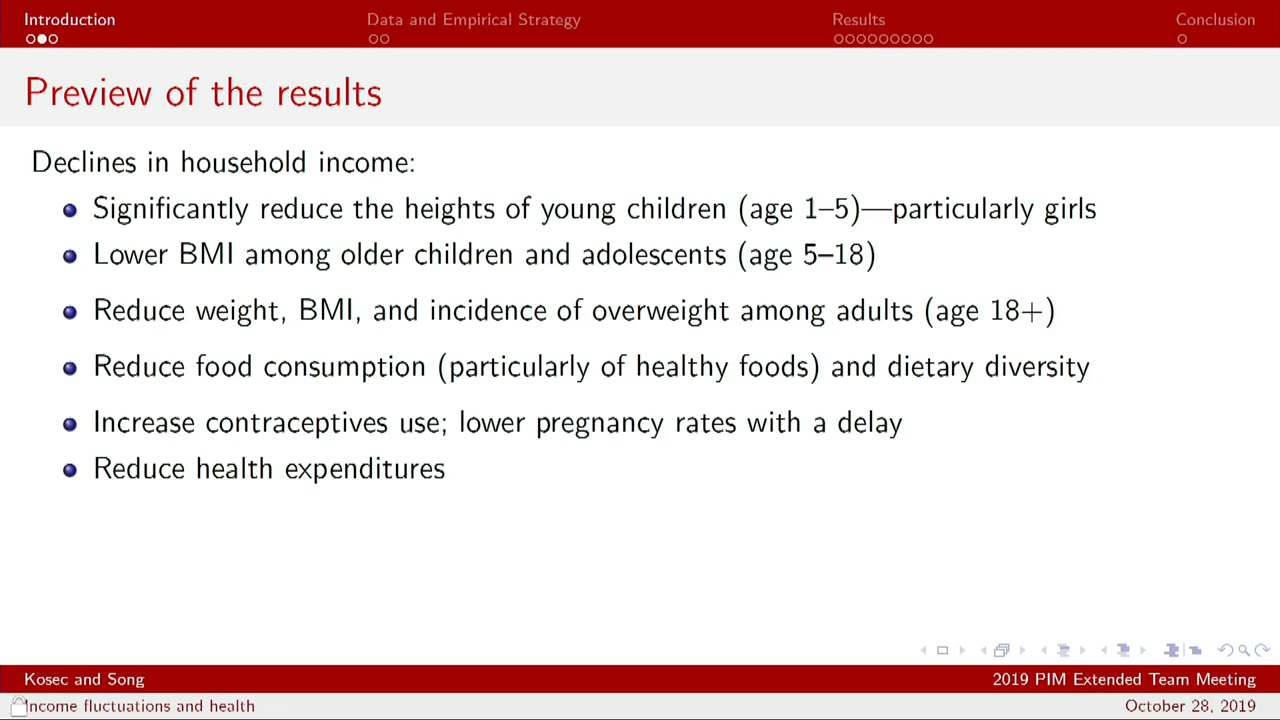 Introduction
Data and Empirical Strategy
Results
Conclusion
Preview of the results
Declines in household income:
Significantly reduce the heights of young children (age 1–5)—particularly girls
Lower BMI among older children and adolescents (age 5–18)
Reduce weight, BMI, and incidence of overweight among adults (age 18+)
Reduce food consumption (particularly of healthy foods) and dietary diversity
Increase contraceptives use; lower pregnancy rates with a delay
Reduce health expenditures
Kosec and Song
2019 PIM Extended Team Meeting
Income fluctuations and health
October 28, 2019